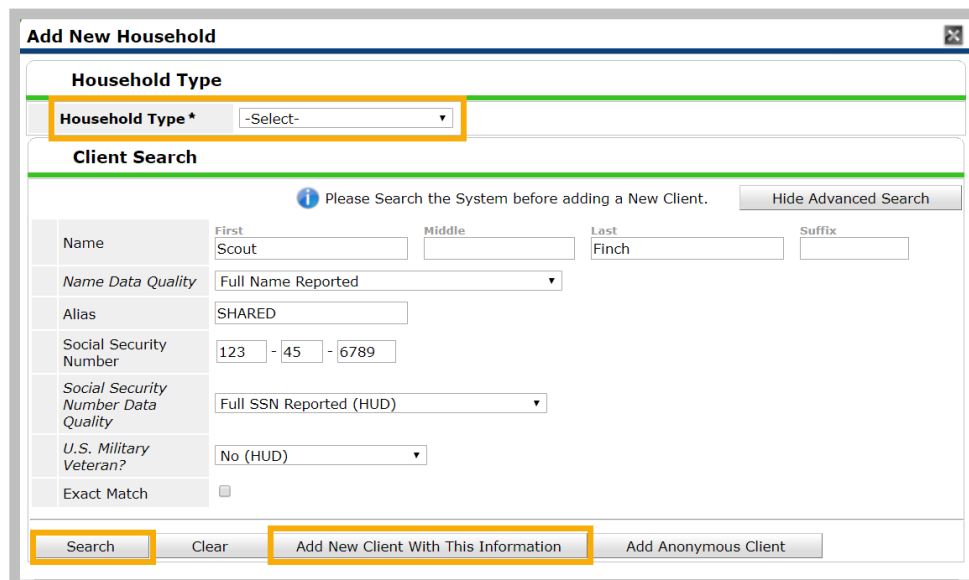 Add New Household
Household Type
Household Type* -Select-
Client Search
Please Search the System before adding a New Client. Hide Advanced Search
First Middle Last Suffix
Name Scout Finch
Name Data Quality Full Name Reported
Alias SHARED
Social Security
Number
123 - 45 - 6789
Social Security
Number Data
Quality
Full SSN Reported (HUD)
U.S. Military
Veteran?
No (HUD)
Exact Match
Search Clear Add New Client With This Information Add Anonymous Client